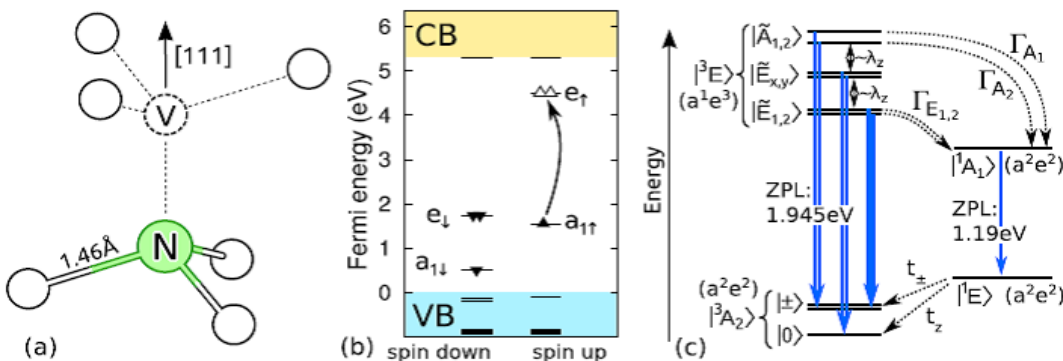 [111]
V
1.46Å
N
(a)
Fermi energy (eV)
6
5
4
3
2
1
0
CB
e↑
e↓
a1↑
a1↓
VB
(b)
spin down
spin up
Energy
|³E⟩
(a¹e³)
|Ã1,2⟩
|Ẽx,y⟩
|Ẽ1,2⟩
~λz
~λz
ΓA1
ΓA2
ΓE1,2
|¹A1⟩ (a²e²)
ZPL:
1.945eV
ZPL:
1.19eV
t±
|¹E⟩ (a²e²)
tz
(a²e²)
|³A2⟩
|±⟩
|0⟩
(c)